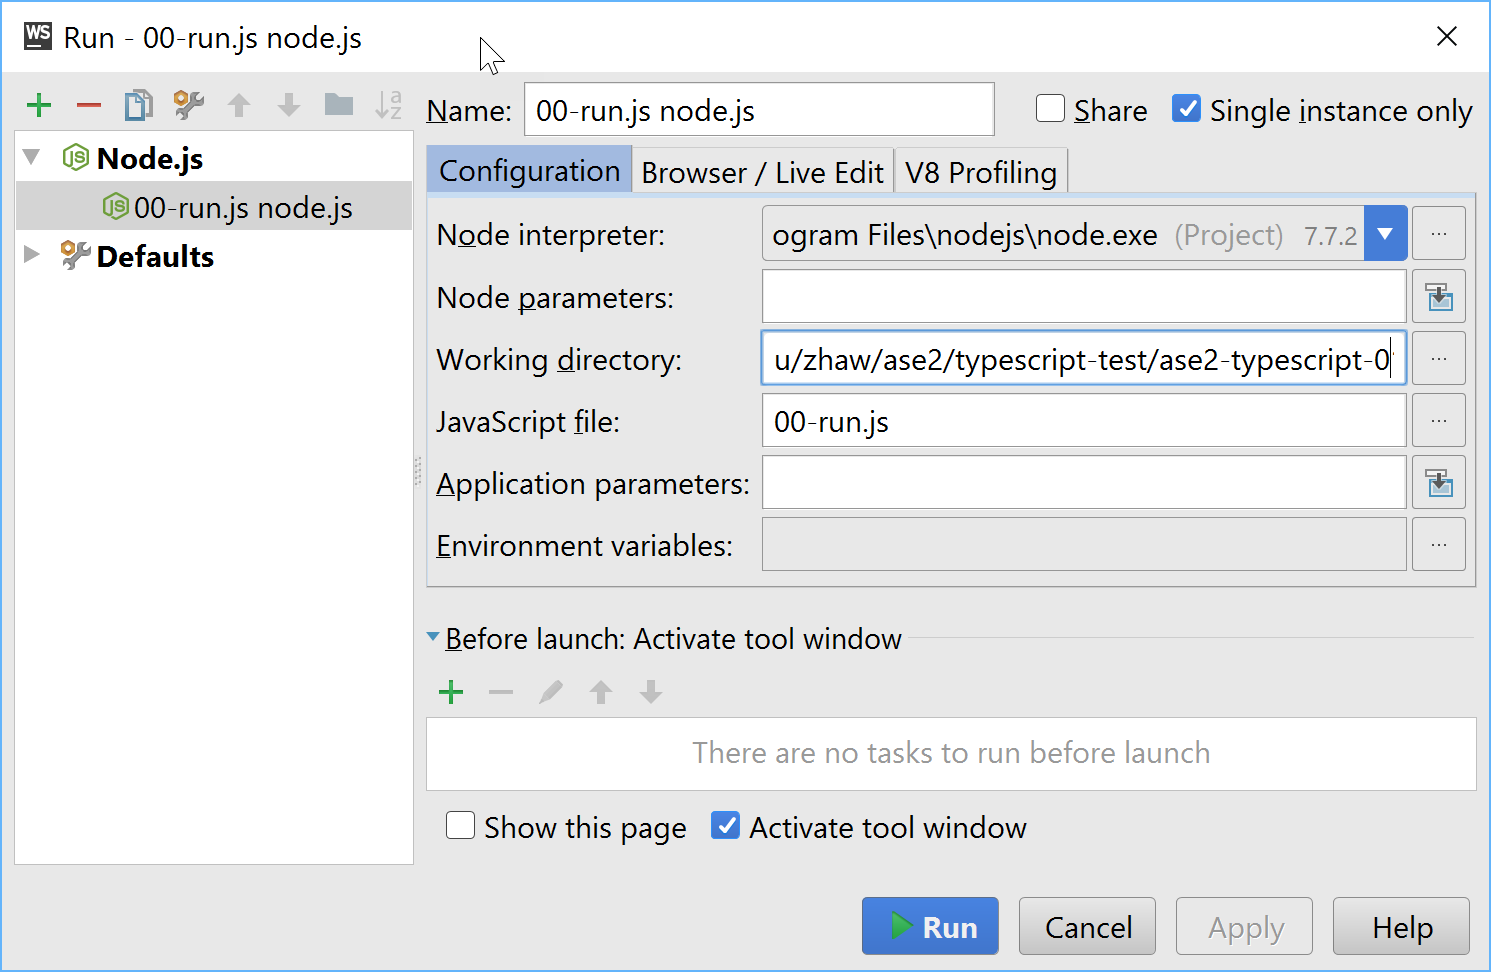 WS Run - 00-run.js node.js
Name: 00-run.js node.js Share Single instance only
Node.js
00-run.js node.js
Defaults
Configuration Browser / Live Edit V8 Profiling
Node interpreter: ogram Files\nodejs\node.exe (Project) 7.7.2 ...
Node parameters:
Working directory: u/zhaw/ase2/typescript-test/ase2-typescript-0 ...
JavaScript file: 00-run.js ...
Application parameters:
Environment variables: ...
Before launch: Activate tool window
There are no tasks to run before launch
Show this page Activate tool window
Run Cancel Apply Help